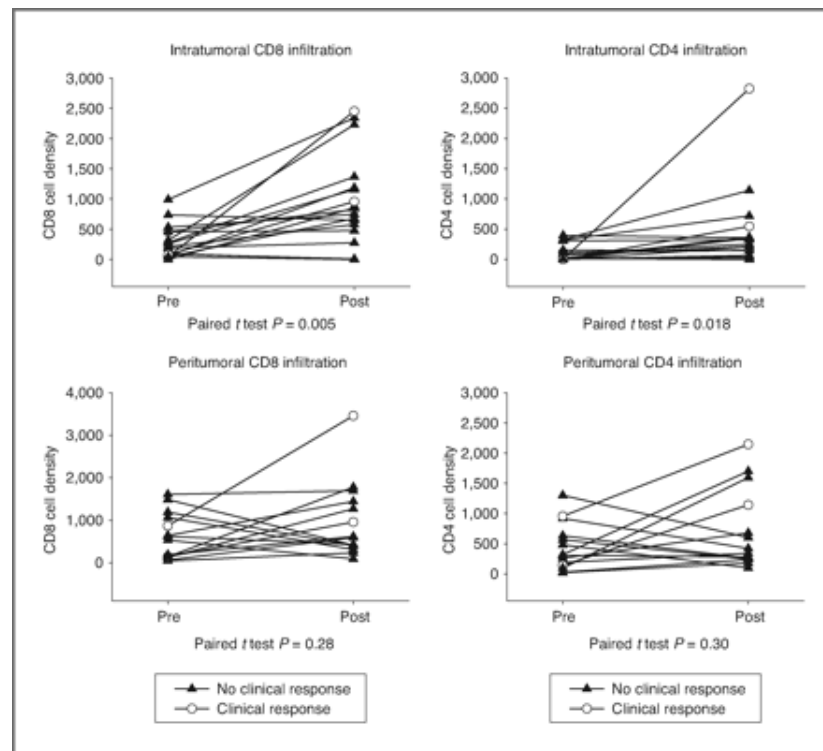 Intratumoral CD8 infiltration
3,000
2,500
2,000
1,500
1,000
500
0
CD8 cell density
Pre
Post
Paired t test P = 0.005
Intratumoral CD4 infiltration
3,000
2,500
2,000
1,500
1,000
500
0
CD4 cell density
Pre
Post
Paired t test P = 0.018
Peritumoral CD8 infiltration
4,000
3,000
2,000
1,000
0
CD8 cell density
Pre
Post
Paired t test P = 0.28
Peritumoral CD4 infiltration
3,000
2,500
2,000
1,500
1,000
500
0
CD4 cell density
Pre
Post
Paired t test P = 0.30
No clinical response
Clinical response
No clinical response
Clinical response